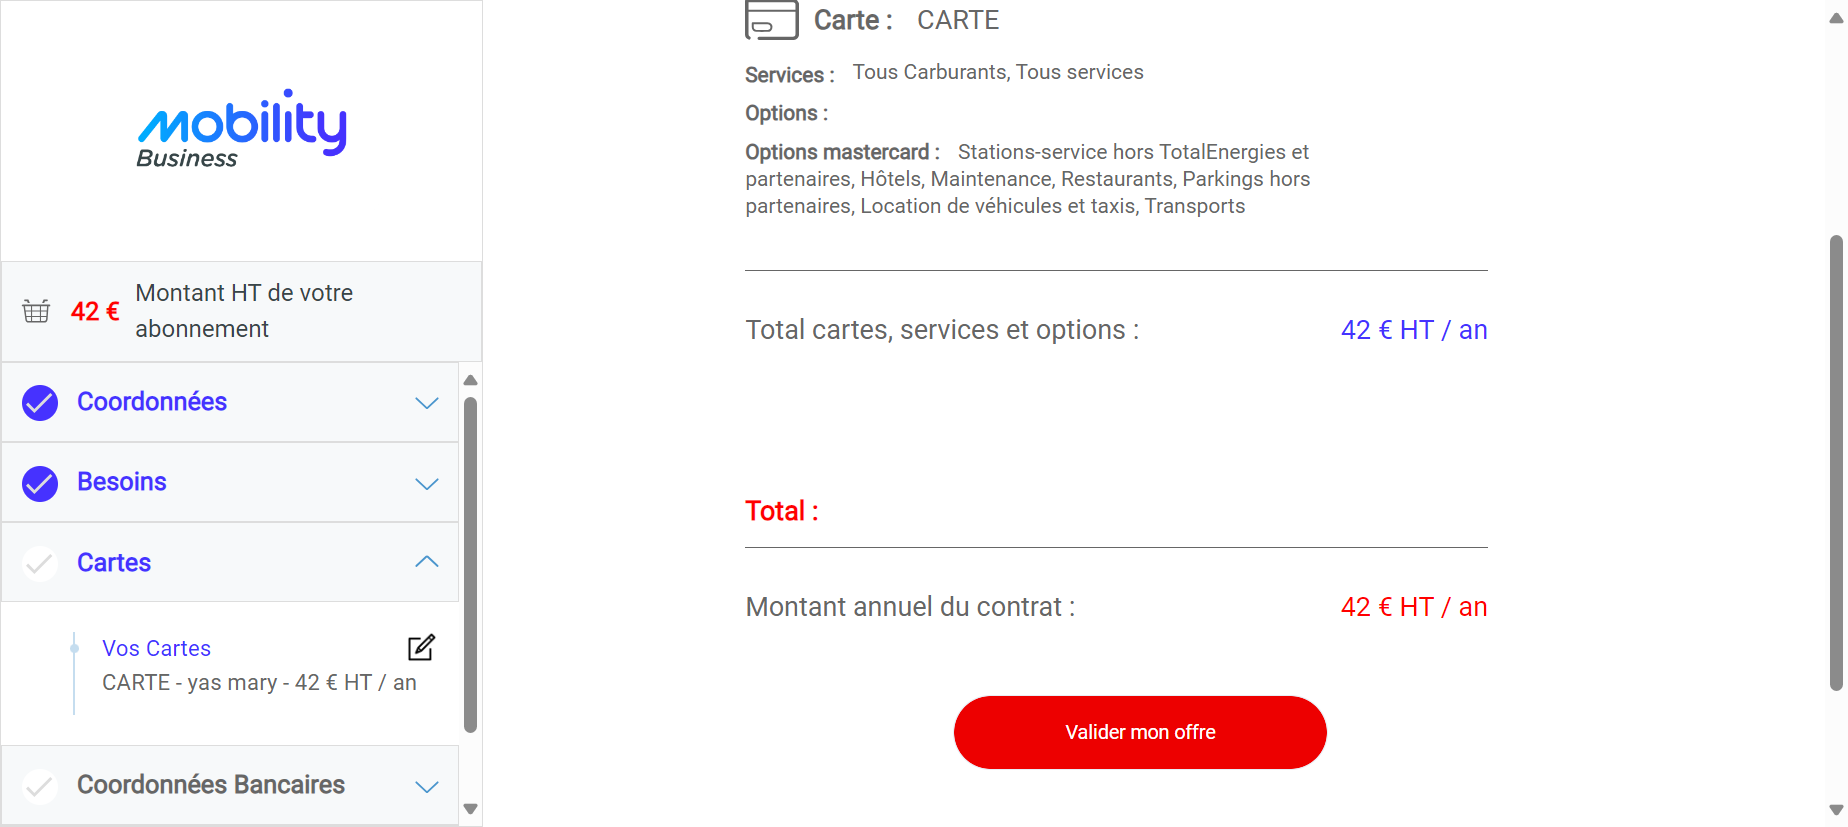 mobility
Business
42 €
Montant HT de votre
abonnement
Coordonnées
Besoins
Cartes
Vos Cartes
CARTE - yas mary - 42 € HT / an
Coordonnées Bancaires
Carte : CARTE
Services : Tous Carburants, Tous services
Options :
Options mastercard : Stations-service hors TotalEnergies et
partenaires, Hôtels, Maintenance, Restaurants, Parkings hors
partenaires, Location de véhicules et taxis, Transports
Total cartes, services et options : 42 € HT / an
Total :
Montant annuel du contrat : 42 € HT / an
Valider mon offre